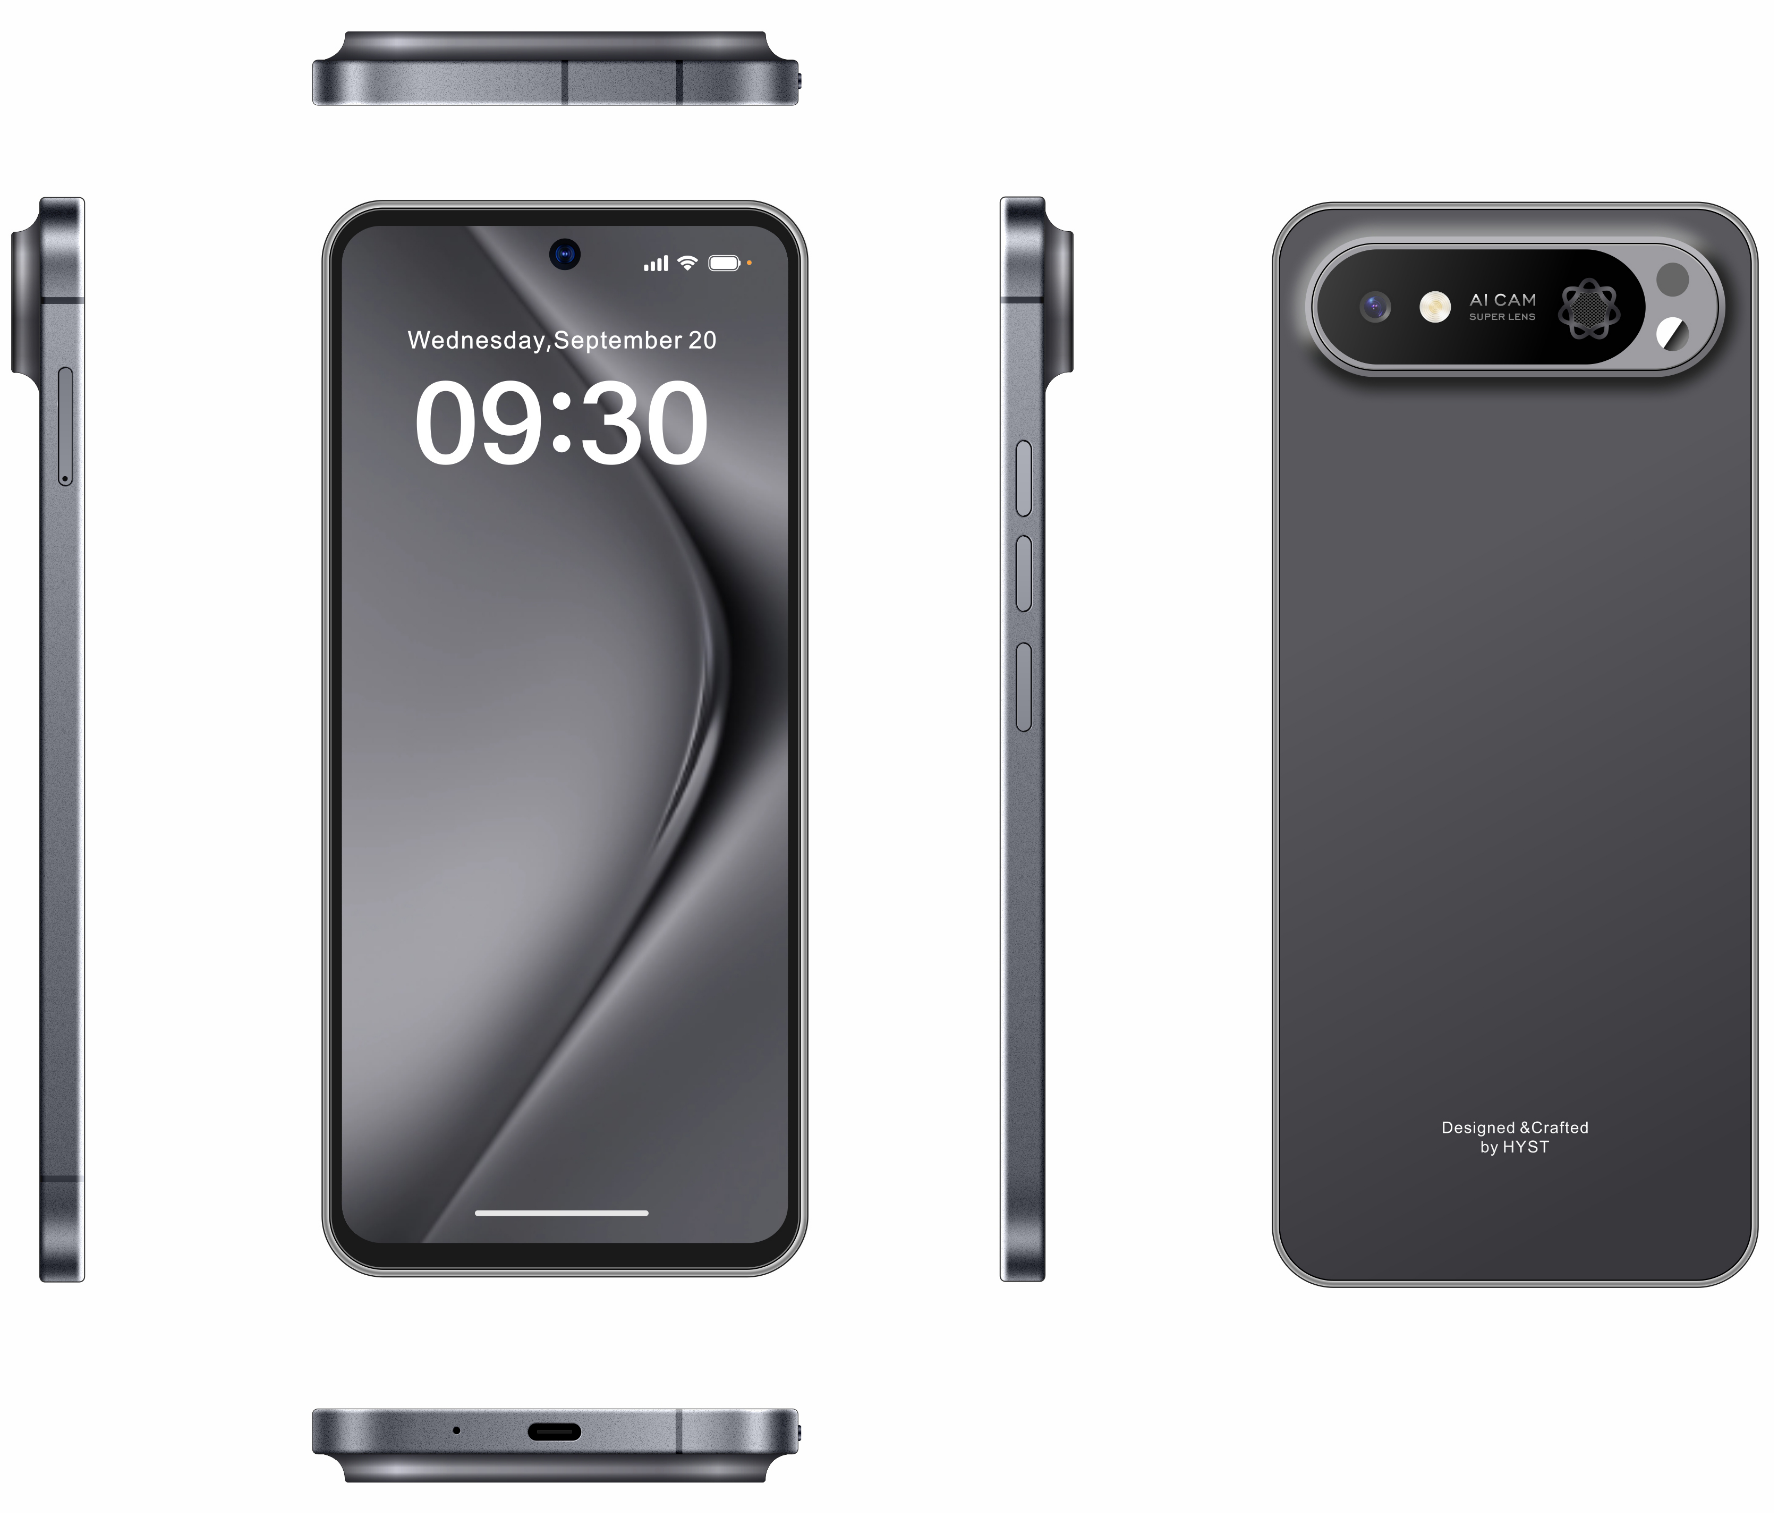 Wednesday,September 20
09:30
AI CAM
SUPER LENS
Designed &Crafted
by HYST